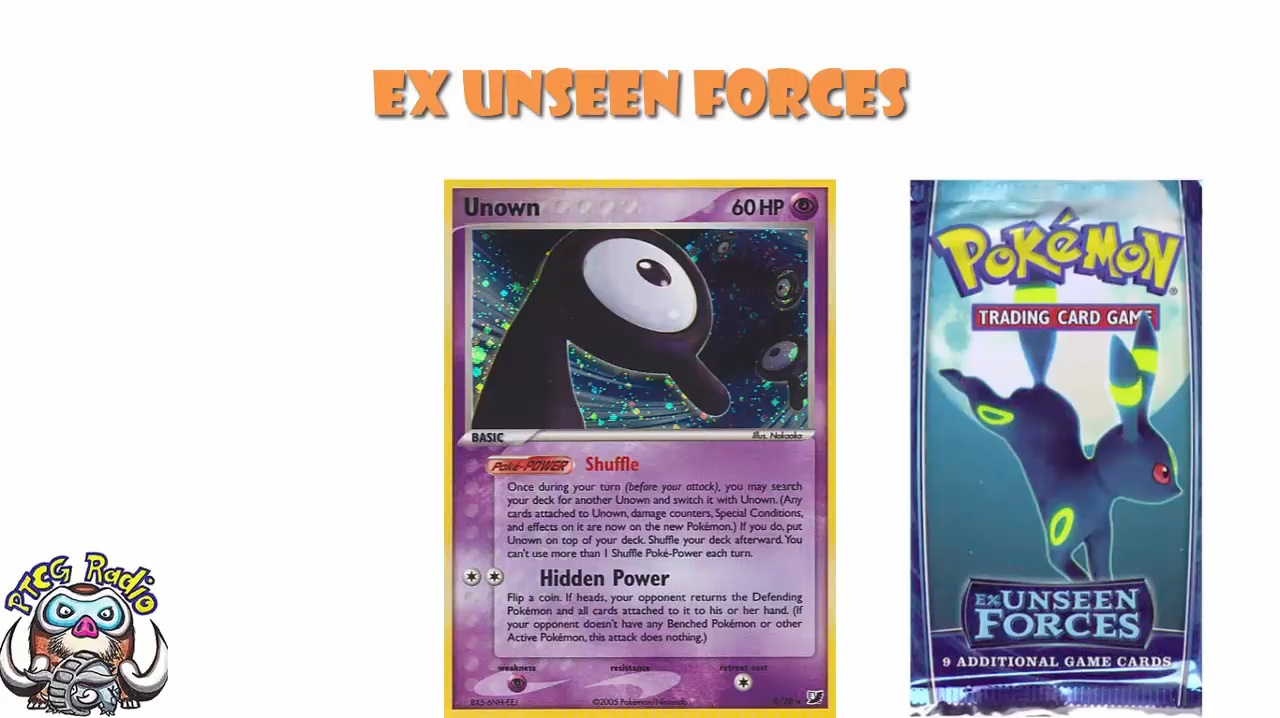 EX UNSEEN FORCES
Unown
60 HP
BASIC
Illus. Nakaoka
Poké-POWER Shuffle
Once during your turn (before your attack), you may search
your deck for another Unown and switch it with Unown. (Any
cards attached to Unown, damage counters, Special Conditions,
and effects on it are now on the new Pokémon.) If you do, put
Unown on top of your deck. Shuffle your deck afterward. You
can't use more than 1 Shuffle Poké-Power each turn.
Hidden Power
Flip a coin. If heads, your opponent returns the Defending
Pokémon and all cards attached to it to his or her hand. (If
your opponent doesn't have any Benched Pokémon or other
Active Pokémon, this attack does nothing.)
weakness
resistance
retreat cost
©2005 Pokémon/Nintendo
POKéMON
TRADING CARD GAME
EX UNSEEN
FORCES
9 ADDITIONAL GAME CARDS
PTCG Radio